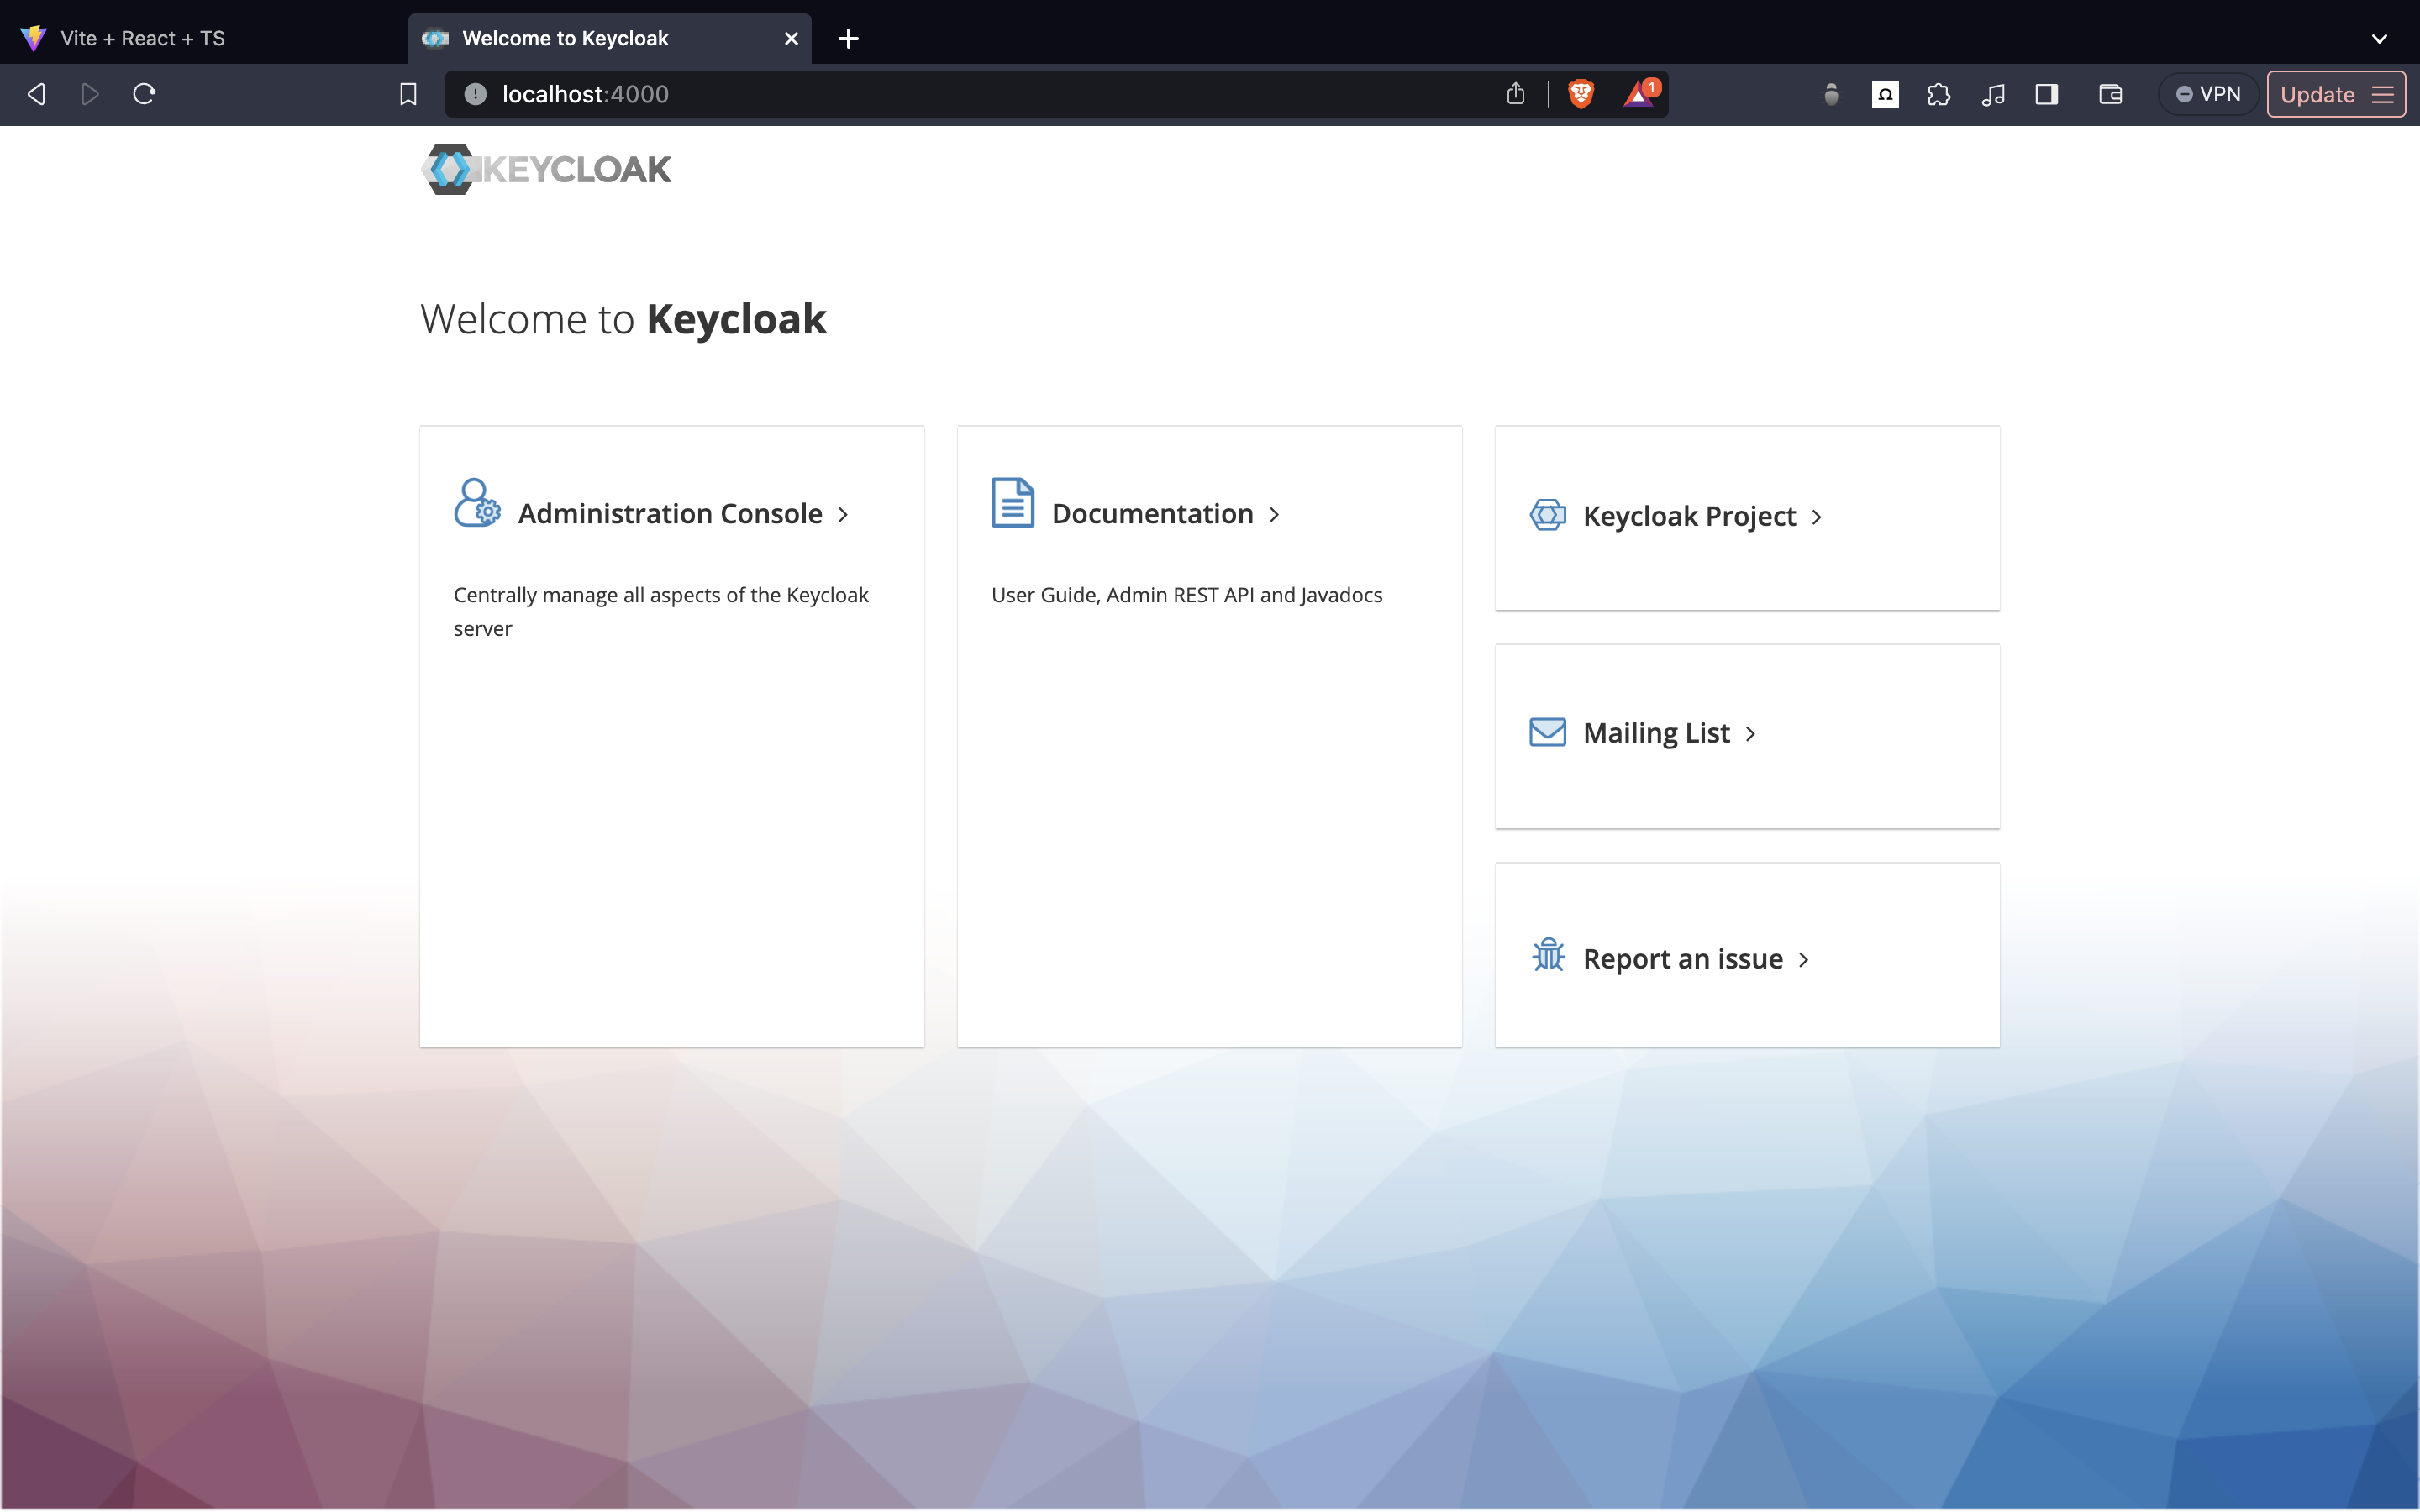 Vite + React + TS
Welcome to Keycloak
localhost:4000
1
VPN
Update
KEYCLOAK
Welcome to Keycloak
Administration Console
Centrally manage all aspects of the Keycloak
server
Documentation
User Guide, Admin REST API and Javadocs
Keycloak Project
Mailing List
Report an issue